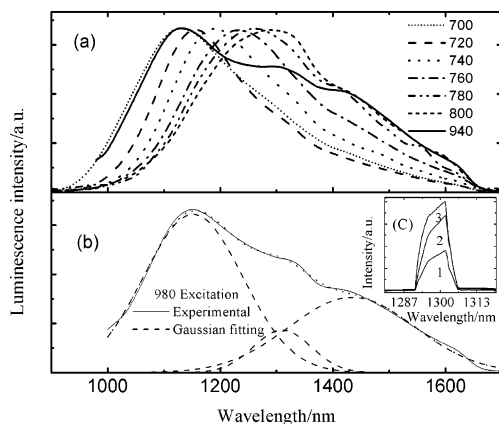 (a)
700
720
740
760
780
800
940
Luminescence intensity/a.u.
(b)
980 Excitation
Experimental
Gaussian fitting
(C)
Intensity/a.u.
3
2
1
1287 1300 1313
Wavelength/nm
1000 1200 1400 1600
Wavelength/nm